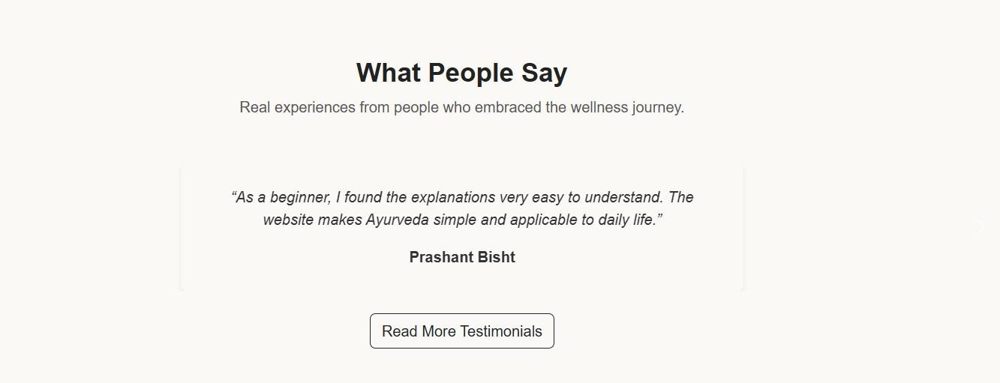 What People Say
Real experiences from people who embraced the wellness journey.
“As a beginner, I found the explanations very easy to understand. The
website makes Ayurveda simple and applicable to daily life.”
Prashant Bisht
Read More Testimonials